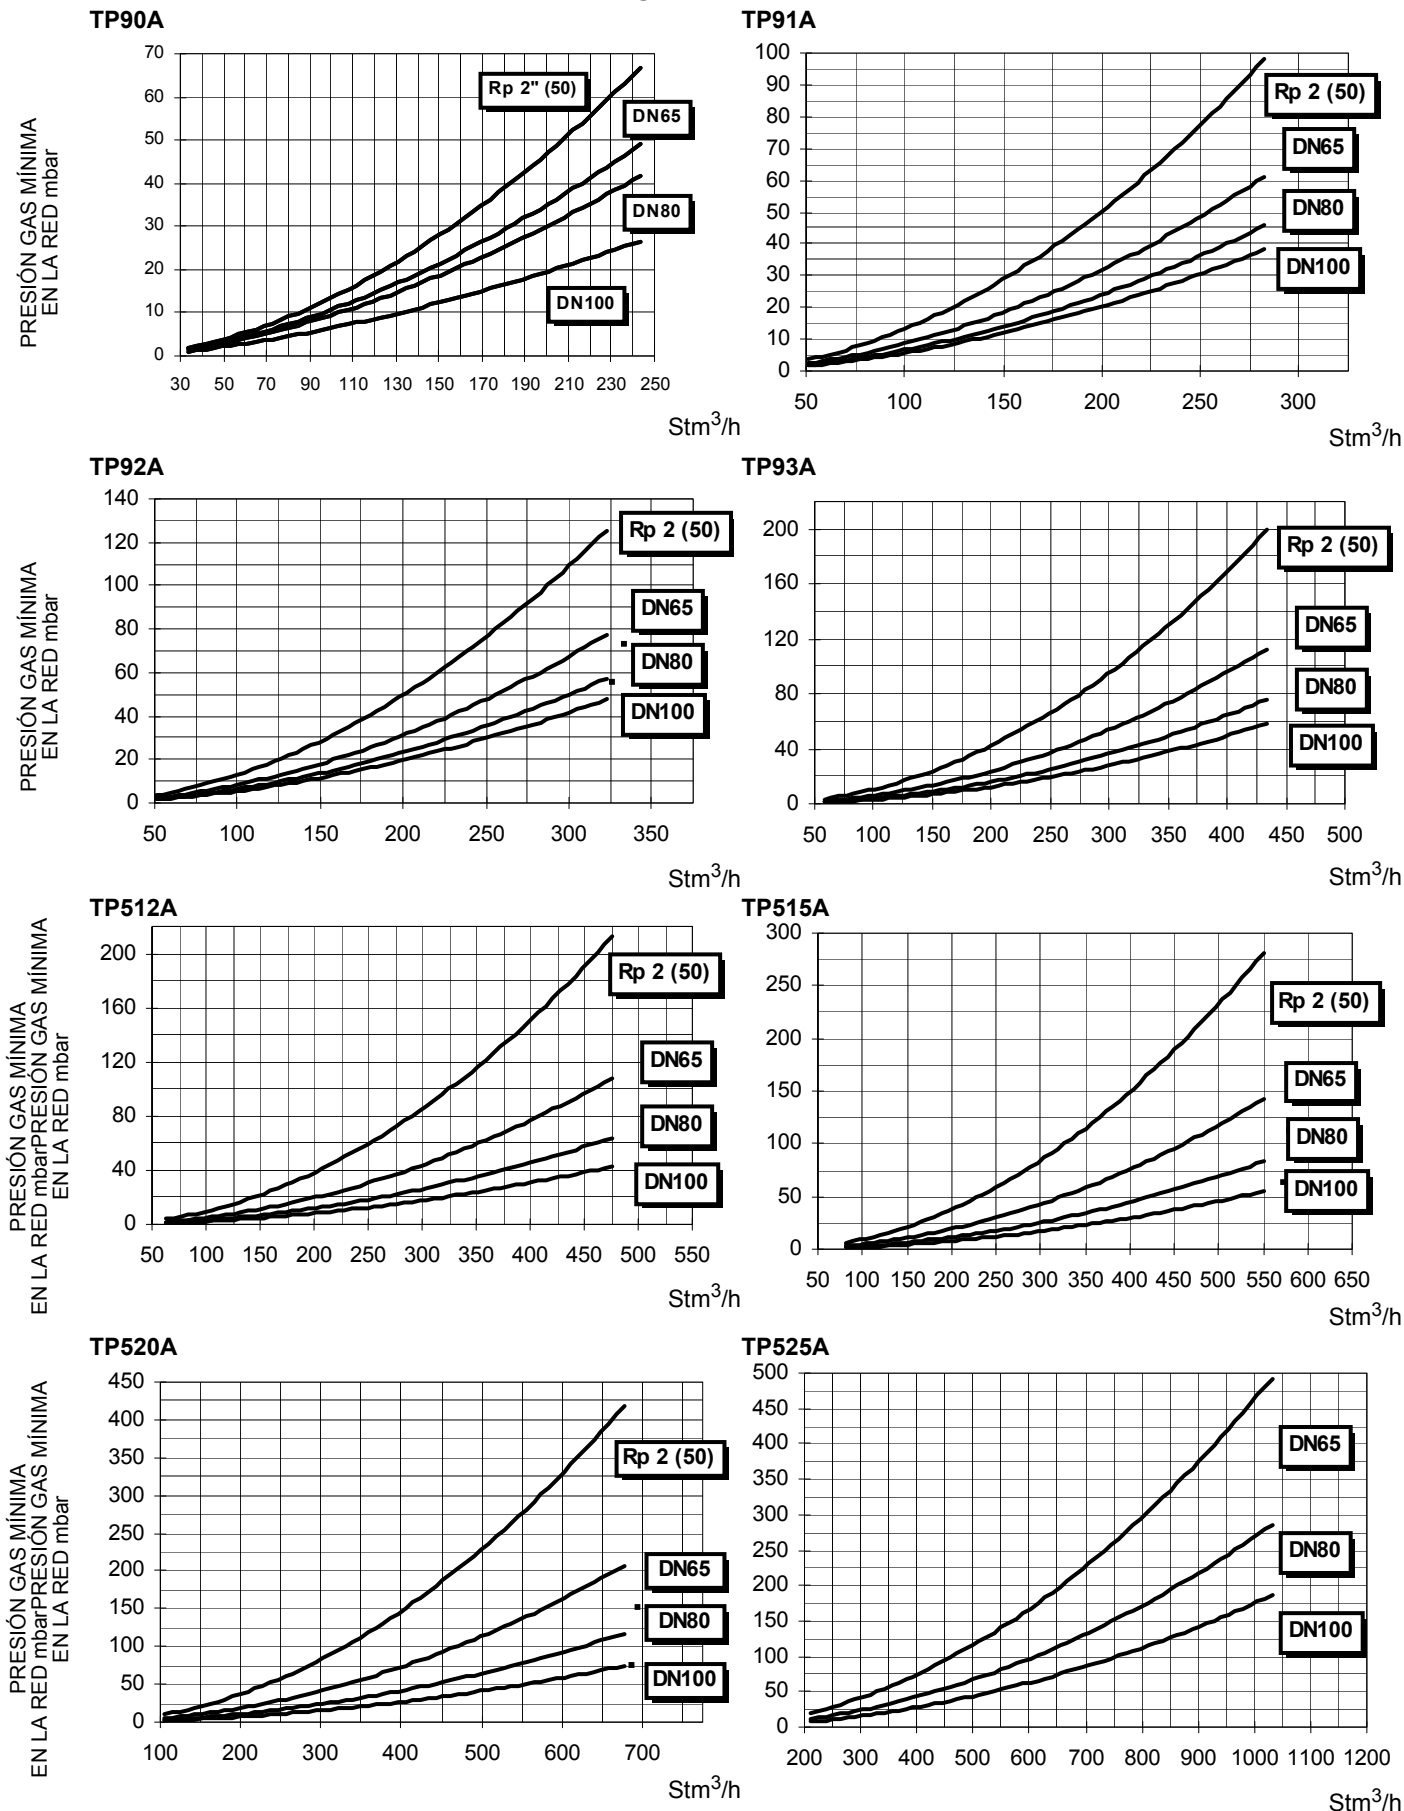 TP90A
PRESIÓN GAS MÍNIMA
EN LA RED mbar
70
60
50
40
30
20
10
0
Rp 2" (50)
DN65
DN80
DN100
30 50 70 90 110 130 150 170 190 210 230 250
Stm3/h
TP91A
100
90
80
70
60
50
40
30
20
10
0
Rp 2 (50)
DN65
DN80
DN100
50 100 150 200 250 300
Stm3/h
TP92A
PRESIÓN GAS MÍNIMA
EN LA RED mbar
140
120
100
80
60
40
20
0
Rp 2 (50)
DN65
DN80
DN100
50 100 150 200 250 300 350
Stm3/h
TP93A
200
160
120
80
40
0
Rp 2 (50)
DN65
DN80
DN100
50 100 150 200 250 300 350 400 450 500
Stm3/h
TP512A
PRESIÓN GAS MÍNIMA
EN LA RED mbarPRESIÓN GAS MÍNIMA
EN LA RED mbar
200
160
120
80
40
0
Rp 2 (50)
DN65
DN80
DN100
50 100 150 200 250 300 350 400 450 500 550
Stm3/h
TP515A
300
250
200
150
100
50
0
Rp 2 (50)
DN65
DN80
DN100
50 100 150 200 250 300 350 400 450 500 550 600 650
Stm3/h
TP520A
PRESIÓN GAS MÍNIMA
EN LA RED mbarPRESIÓN GAS MÍNIMA
EN LA RED mbar
450
400
350
300
250
200
150
100
50
0
Rp 2 (50)
DN65
DN80
DN100
100 200 300 400 500 600 700
Stm3/h
TP525A
500
450
400
350
300
250
200
150
100
50
0
DN65
DN80
DN100
200 300 400 500 600 700 800 900 1000 1100 1200
Stm3/h